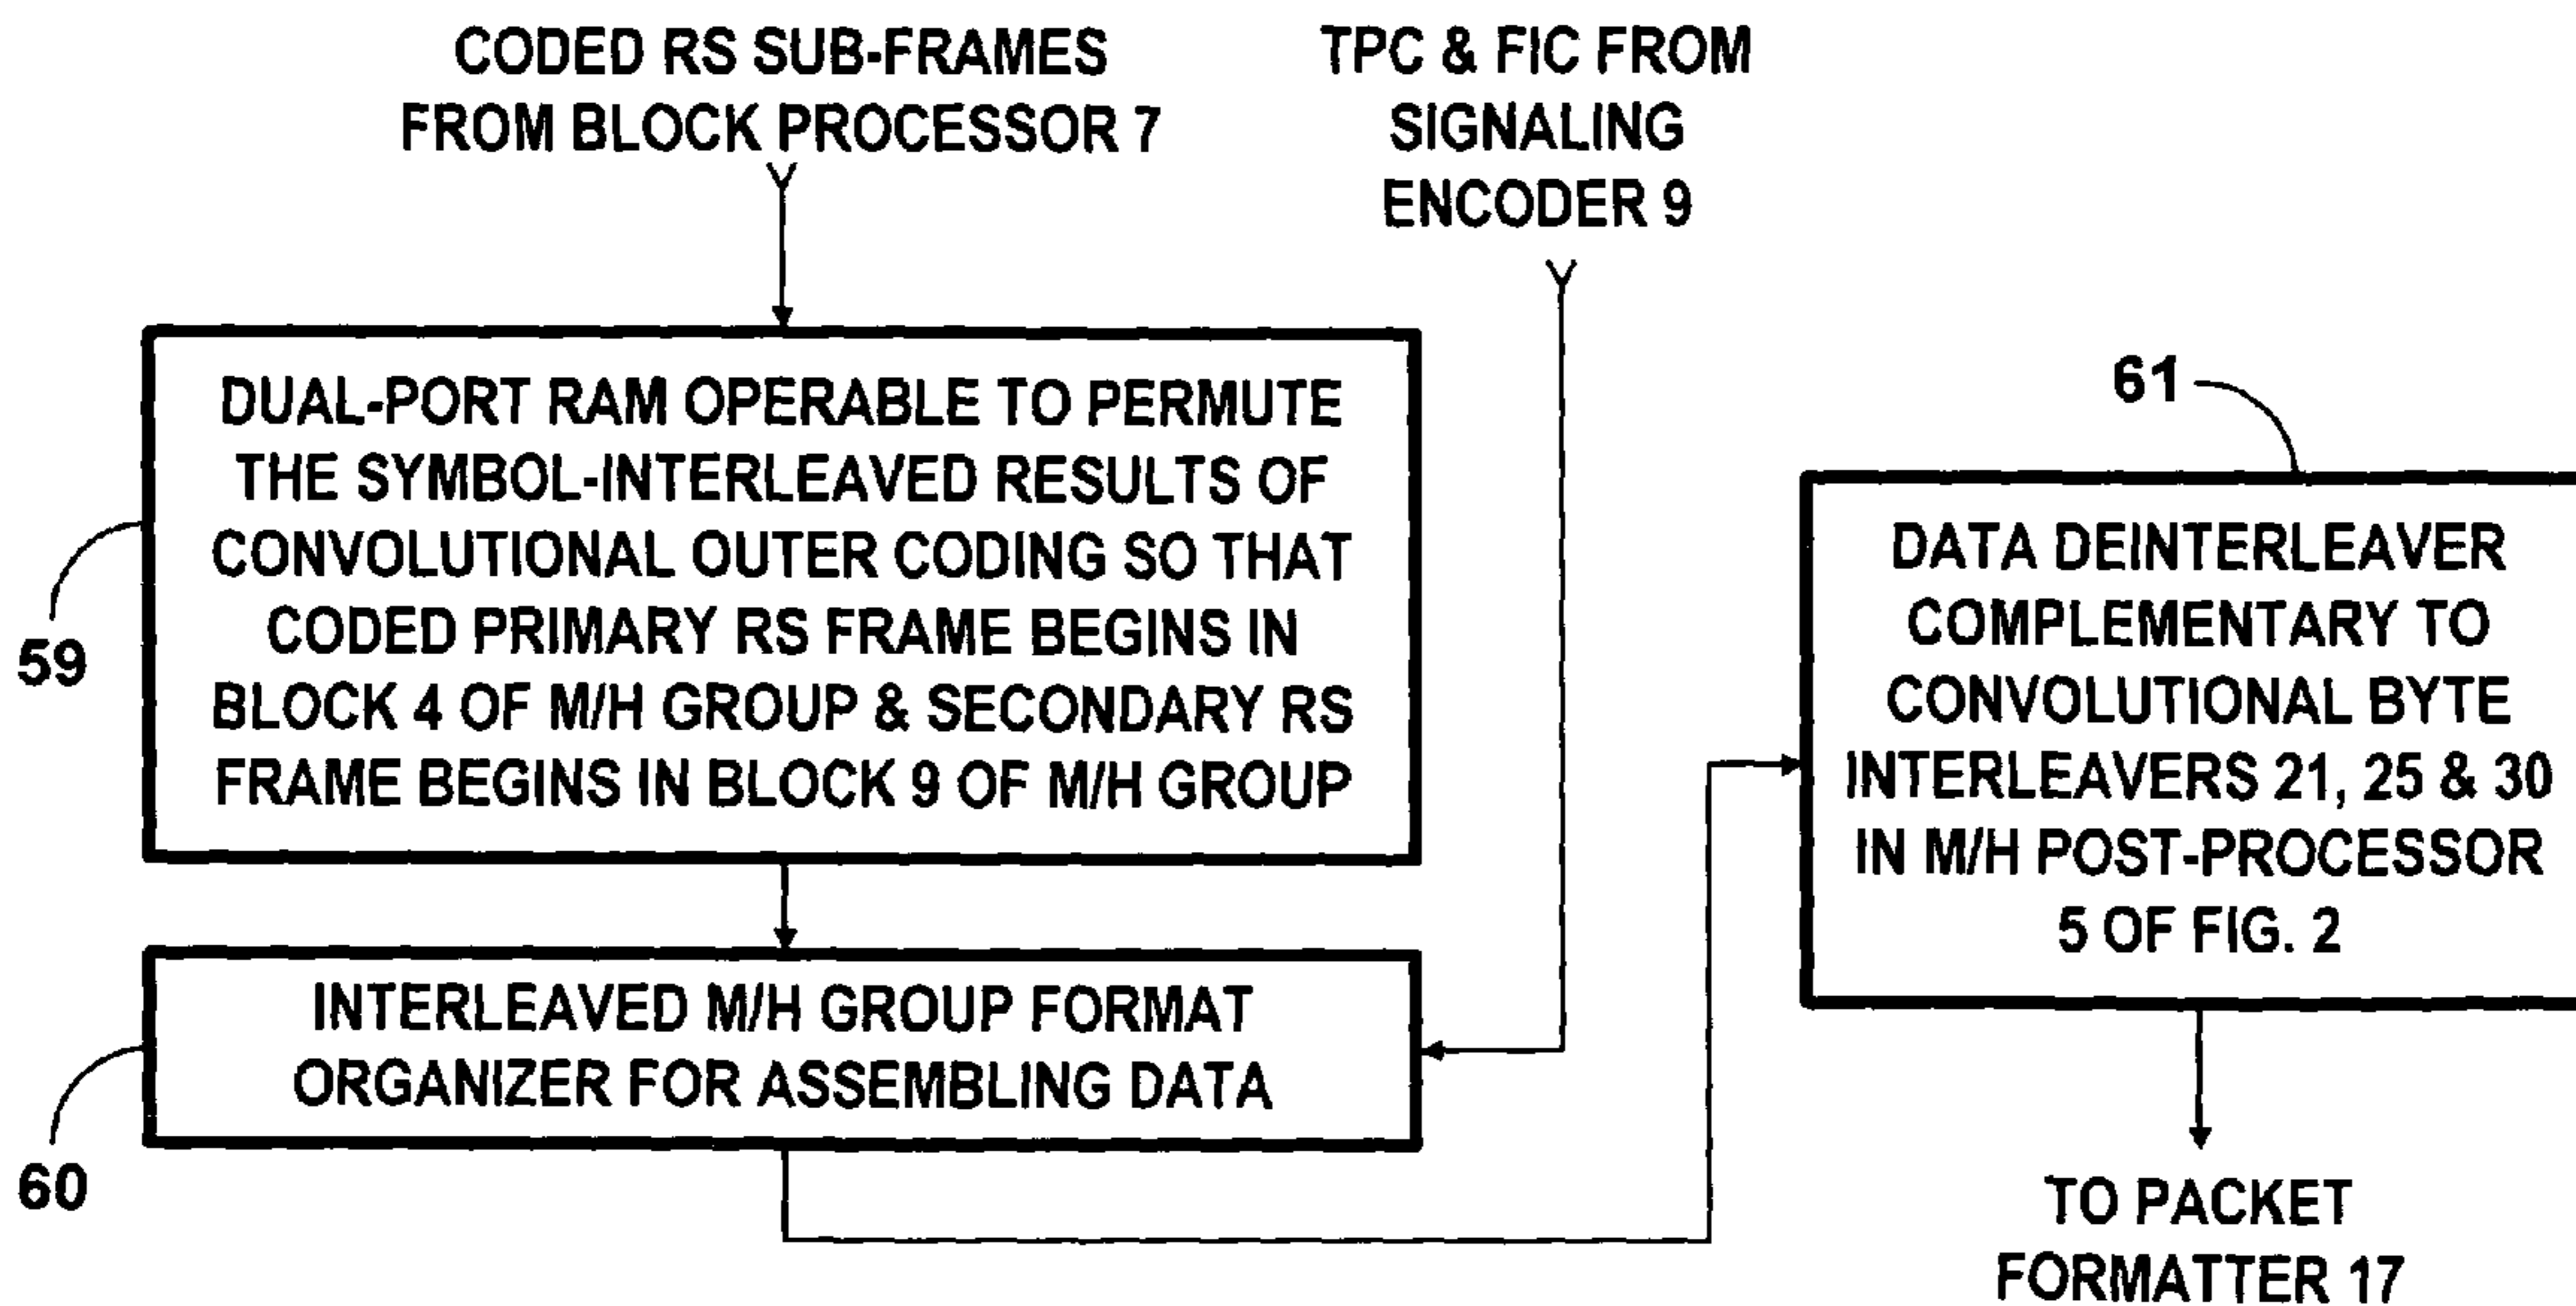 CODED RS SUB-FRAMES
FROM BLOCK PROCESSOR 7
TPC & FIC FROM
SIGNALING
ENCODER 9
DUAL-PORT RAM OPERABLE TO PERMUTE
THE SYMBOL-INTERLEAVED RESULTS OF
CONVOLUTIONAL OUTER CODING SO THAT
CODED PRIMARY RS FRAME BEGINS IN
BLOCK 4 OF M/H GROUP & SECONDARY RS
FRAME BEGINS IN BLOCK 9 OF M/H GROUP
59
INTERLEAVED M/H GROUP FORMAT
ORGANIZER FOR ASSEMBLING DATA
60
61
DATA DEINTERLEAVER
COMPLEMENTARY TO
CONVOLUTIONAL BYTE
INTERLEAVERS 21, 25 & 30
IN M/H POST-PROCESSOR
5 OF FIG. 2
TO PACKET
FORMATTER 17